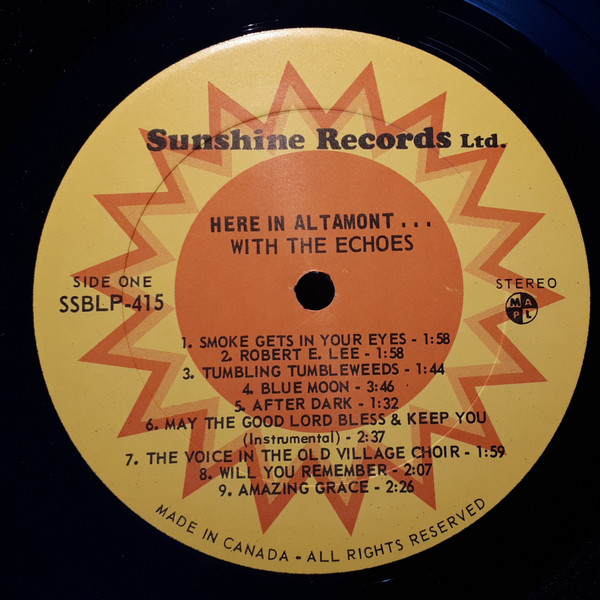 Sunshine Records Ltd.
HERE IN ALTAMONT...
WITH THE ECHOES
SIDE ONE
SSBLP-415
STEREO
M A
P L
1. SMOKE GETS IN YOUR EYES - 1:58
2. ROBERT E. LEE - 1:58
3. TUMBLING TUMBLEWEEDS - 1:44
4. BLUE MOON - 3:46
5. AFTER DARK - 1:32
6. MAY THE GOOD LORD BLESS & KEEP YOU
(Instrumental) - 2:37
7. THE VOICE IN THE OLD VILLAGE CHOIR - 1:59
8. WILL YOU REMEMBER - 2:07
9. AMAZING GRACE - 2:26
MADE IN CANADA - ALL RIGHTS RESERVED